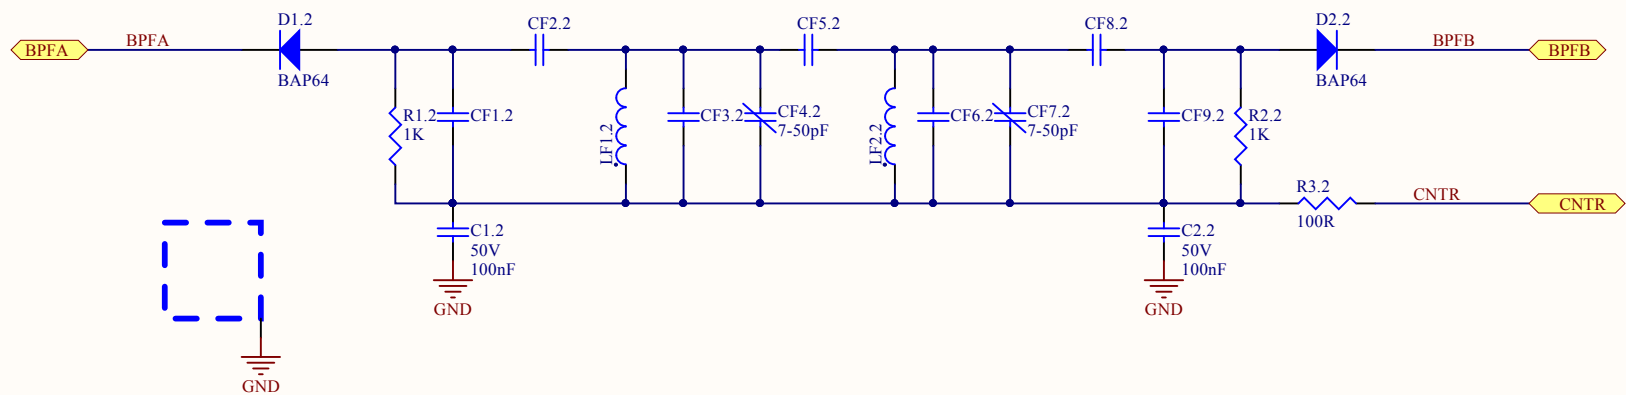 D1.2
CF2.2
CF5.2
CF8.2
D2.2
BPFA
BPFA
BPFB
BPFB
BAP64
BAP64
R1.2
1K
CF1.2
LF1.2
CF3.2
CF4.2
7-50pF
LF2.2
CF6.2
CF7.2
7-50pF
CF9.2
R2.2
1K
R3.2
100R
CNTR
CNTR
C1.2
50V
100nF
GND
C2.2
50V
100nF
GND
GND